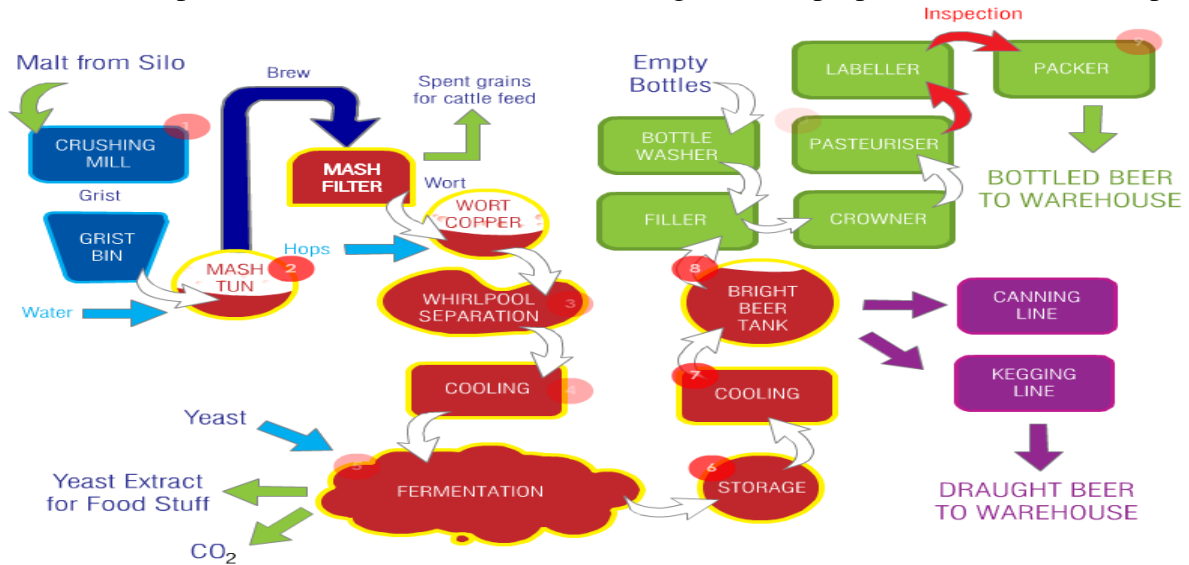 Inspection
Malt from Silo
Brew
Spent grains
for cattle feed
Empty
Bottles
LABELLER
PACKER
9
CRUSHING
MILL
1
Grist
MASH
FILTER
Wort
BOTTLE
WASHER
PASTEURISER
BOTTLED BEER
TO WAREHOUSE
GRIST
BIN
WORT
COPPER
FILLER
CROWNER
Hops
MASH
TUN
2
Water
WHIRLPOOL
SEPARATION
3
8
BRIGHT
BEER
TANK
CANNING
LINE
COOLING
4
7
COOLING
KEGGING
LINE
Yeast
5
FERMENTATION
6
STORAGE
Yeast Extract
for Food Stuff
CO2
DRAUGHT BEER
TO WAREHOUSE